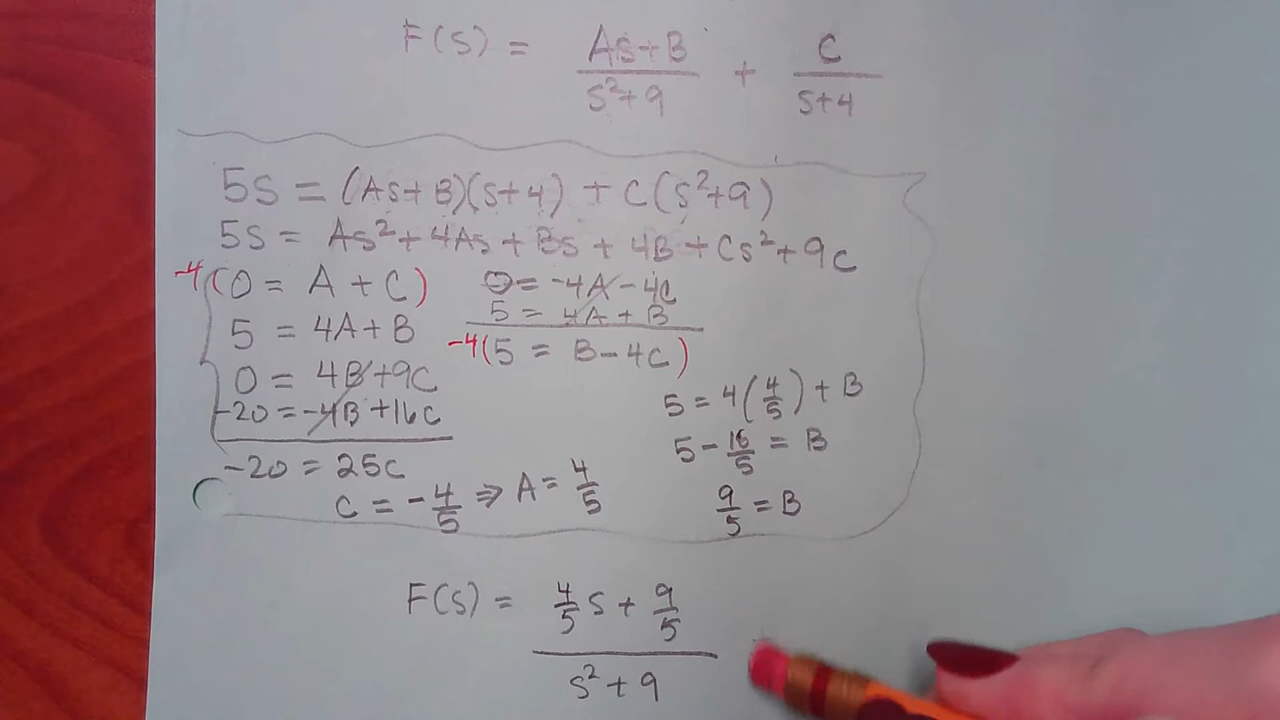 F(s) = (As+B)/(s²+9) + C/(s+4)
5s = (As+B)(s+4) + C(s²+9)
5s = As² + 4As + Bs + 4B + Cs² + 9C
-4(0 = A + C)
5 = 4A + B
0 = 4B + 9C
-20 = -4B + 16C
-20 = 25C
C = -4/5 ⇒ A = 4/5
0 = -4A - 4C
5 = 4A + B
-4(5 = B - 4C)
5 = 4(4/5) + B
5 - 16/5 = B
9/5 = B
F(s) = (4/5 s + 9/5)/(s² + 9)